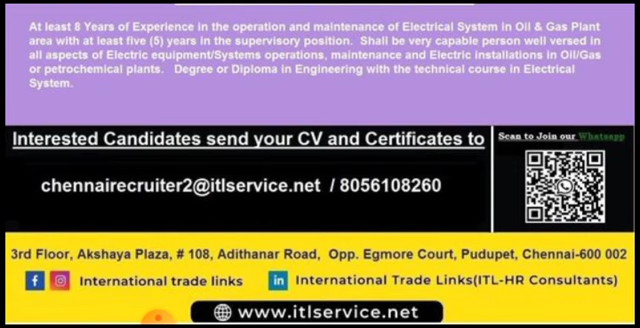 At least 8 Years of Experience in the operation and maintenance of Electrical System in Oil & Gas Plant
area with at least five (5) years in the supervisory position. Shall be very capable person well versed in
all aspects of Electric equipment/Systems operations, maintenance and Electric installations in Oil/Gas
or petrochemical plants. Degree or Diploma in Engineering with the technical course in Electrical
System.
Interested Candidates send your CV and Certificates to
Scan to Join our Whatsapp
chennairecruiter2@itlservice.net / 8056108260
3rd Floor, Akshaya Plaza, # 108, Adithanar Road, Opp. Egmore Court, Pudupet, Chennai-600 002
International trade links
in International Trade Links(ITL-HR Consultants)
www.itlservice.net